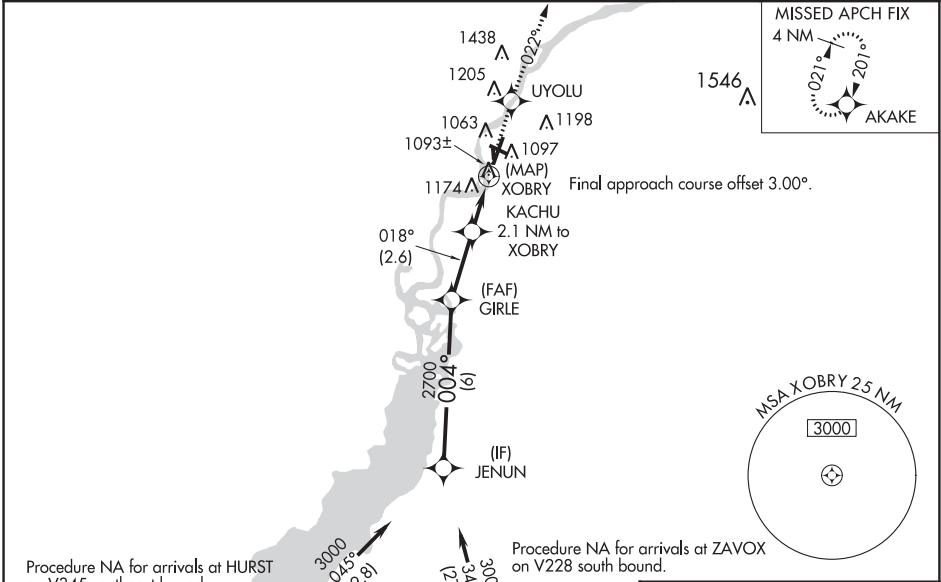 MISSED APCH FIX
4 NM
021°
201°
AKAKE
1438
022°
1205
UYOLU
1546
1063
1198
1093±
1097
(MAP)
XOBRY
1174
Final approach course offset 3.00°.
KACHU
2.1 NM to
XOBRY
018°
(2.6)
(FAF)
GIRLE
2700
004°
(6)
MSA XOBRY 25 NM
3000
(IF)
JENUN
3000
045°
Procedure NA for arrivals at HURST
Procedure NA for arrivals at ZAVOX
on V228 south bound.